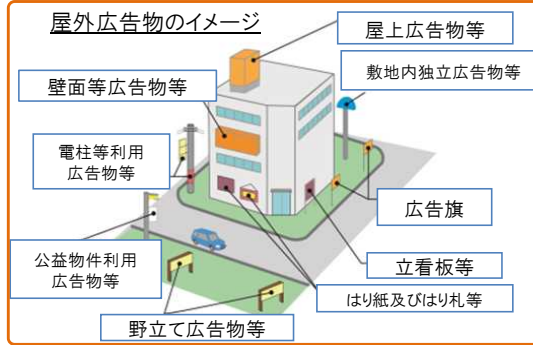 屋外広告物のイメージ
屋上広告物等
敷地内独立広告物等
壁面等広告物等
電柱等利用
広告物等
広告旗
公益物件利用
広告物等
立看板等
はり紙及びはり札等
野立て広告物等